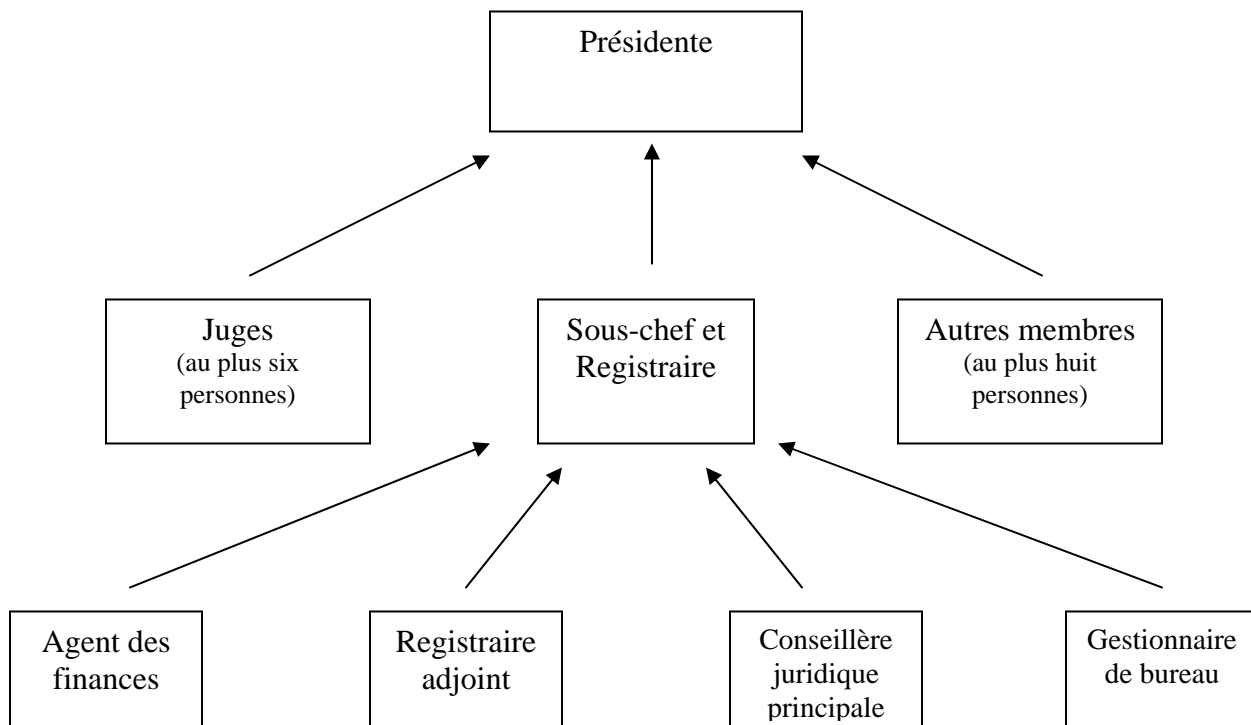 Présidente
Juges
(au plus six
personnes)
Sous-chef et
Registraire
Autres membres
(au plus huit
personnes)
Agent des
finances
Registraire
adjoint
Conseillère
juridique
principale
Gestionnaire
de bureau